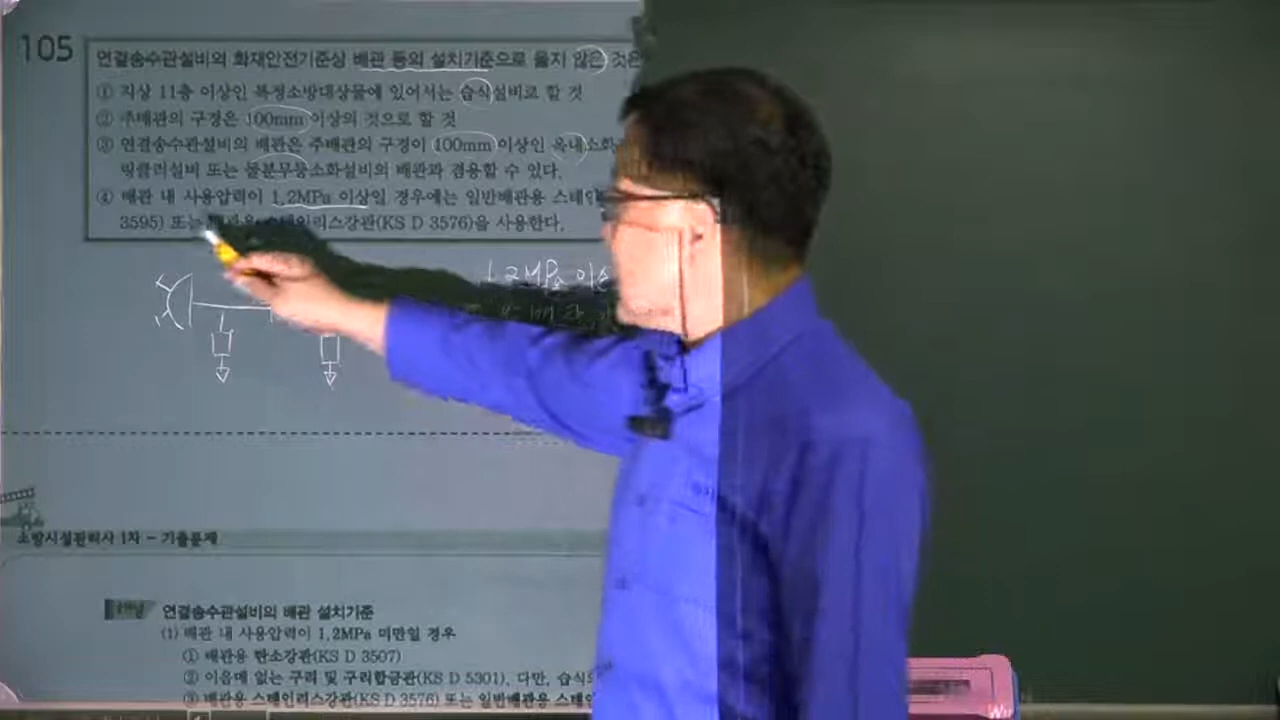 105
연결송수관설비의 화재안전기준상 배관 등의 설치기준으로 옳지 않은 것은
① 지상 11층 이상인 특정소방대상물에 있어서는 습식설비로 할 것
② 주배관의 구경은 100mm 이상의 것으로 할 것
③ 연결송수관설비의 배관은 주배관의 구경이 100mm 이상인 옥내소화
링클러설비 또는 물분무등소화설비의 배관과 겸용할 수 있다.
④ 배관 내 사용압력이 1.2MPa 이상일 경우에는 일반배관용 스테인
3595) 또는 배관용 스테인리스강관(KS D 3576)을 사용한다.
1.2MPa 이
소방시설관리사 1차 - 기출문제
연결송수관설비의 배관 설치기준
(1) 배관 내 사용압력이 1.2MPa 미만일 경우
① 배관용 탄소강관(KS D 3507)
② 이음매 없는 구리 및 구리합금관(KS D 5301), 다만, 습식
③ 배관용 스테인리스강관(KS D 3576) 또는 일반배관용 스테인